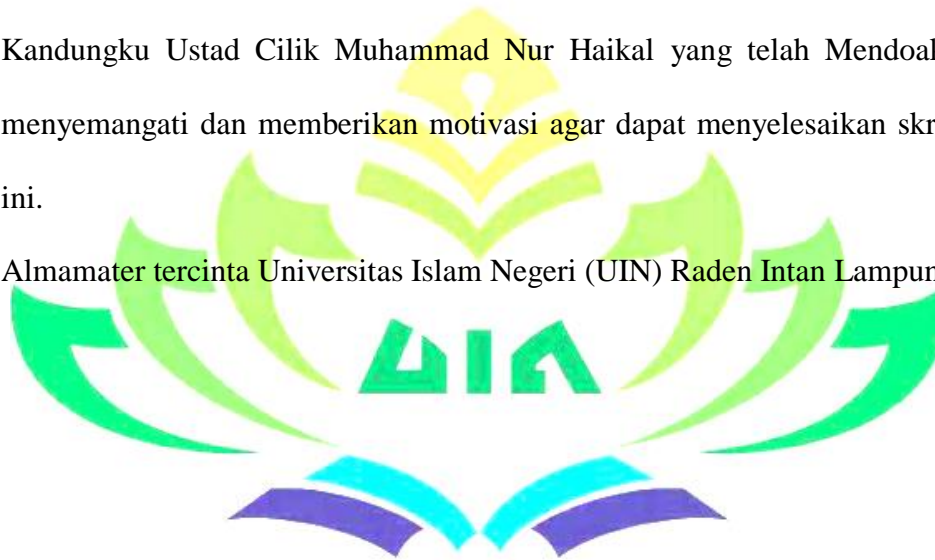 Kandungku Ustad Cilik Muhammad Nur Haikal yang telah Mendoak
menyemangati dan memberikan motivasi agar dapat menyelesaikan skr
ini.
Almamater tercinta Universitas Islam Negeri (UIN) Raden Intan Lampun
UIN